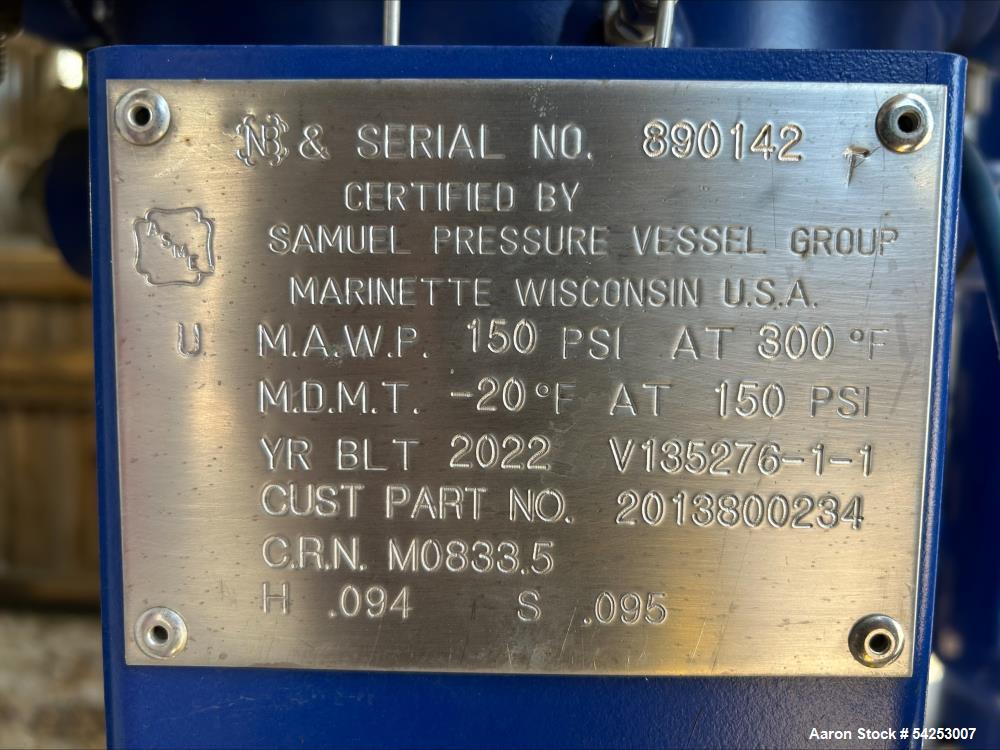 NB & SERIAL NO. 890142
CERTIFIED BY
ASME
SAMUEL PRESSURE VESSEL GROUP
MARINETTE WISCONSIN U.S.A.
U M.A.W.P. 150 PSI AT 300 °F
M.D.M.T. -20 °F AT 150 PSI
YR BLT 2022 V135276-1-1
CUST PART NO. 2013800234
C.R.N. M0833.5
H .094 S .095
Aaron Stock # 54253007